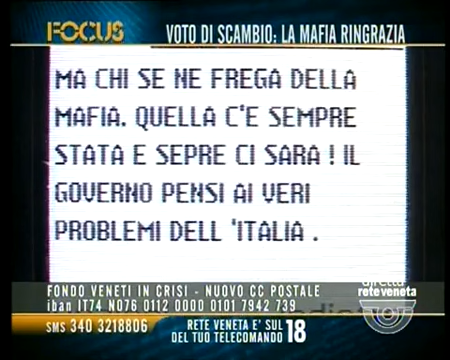 FOCUS
VOTO DI SCAMBIO: LA MAFIA RINGRAZIA
MA CHI SE NE FREGA DELLA
MAFIA. QUELLA C'E SEMPRE
STATA E SEPRE CI SARA ! IL
GOVERNO PENSI AI VERI
PROBLEMI DELL 'ITALIA .
diretta
reteveneta
FONDO VENETI IN CRISI - NUOVO CC POSTALE
iban IT74 N076 0112 0000 0101 7942 739
SMS 340 3218806
RETE VENETA E' SUL
DEL TUO TELECOMANDO 18